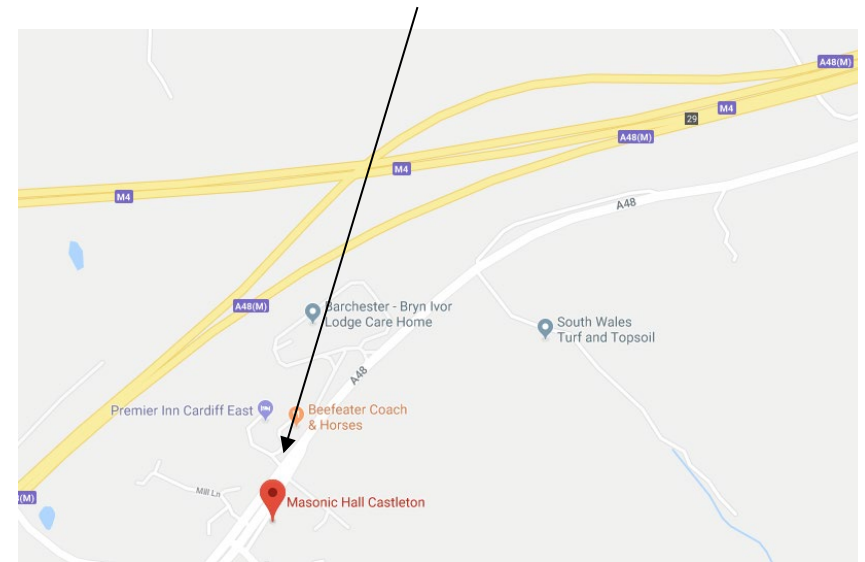 A48(M)
M4
29
A48(M)
M4
M4
A48
A48(M)
Barchester - Bryn Ivor
Lodge Care Home
South Wales
Turf and Topsoil
A48
Premier Inn Cardiff East
Beefeater Coach
& Horses
Mill Ln
(M)
Masonic Hall Castleton